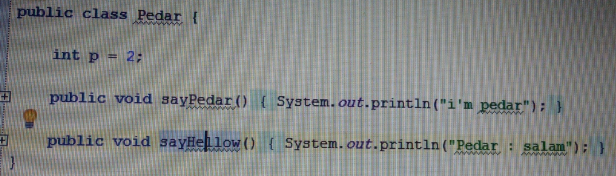 public class Pedar {
int p = 2;
public void sayPedar() { System.out.println("i'm pedar"); }
public void sayHellow() { System.out.println("Pedar : salam"); }
}